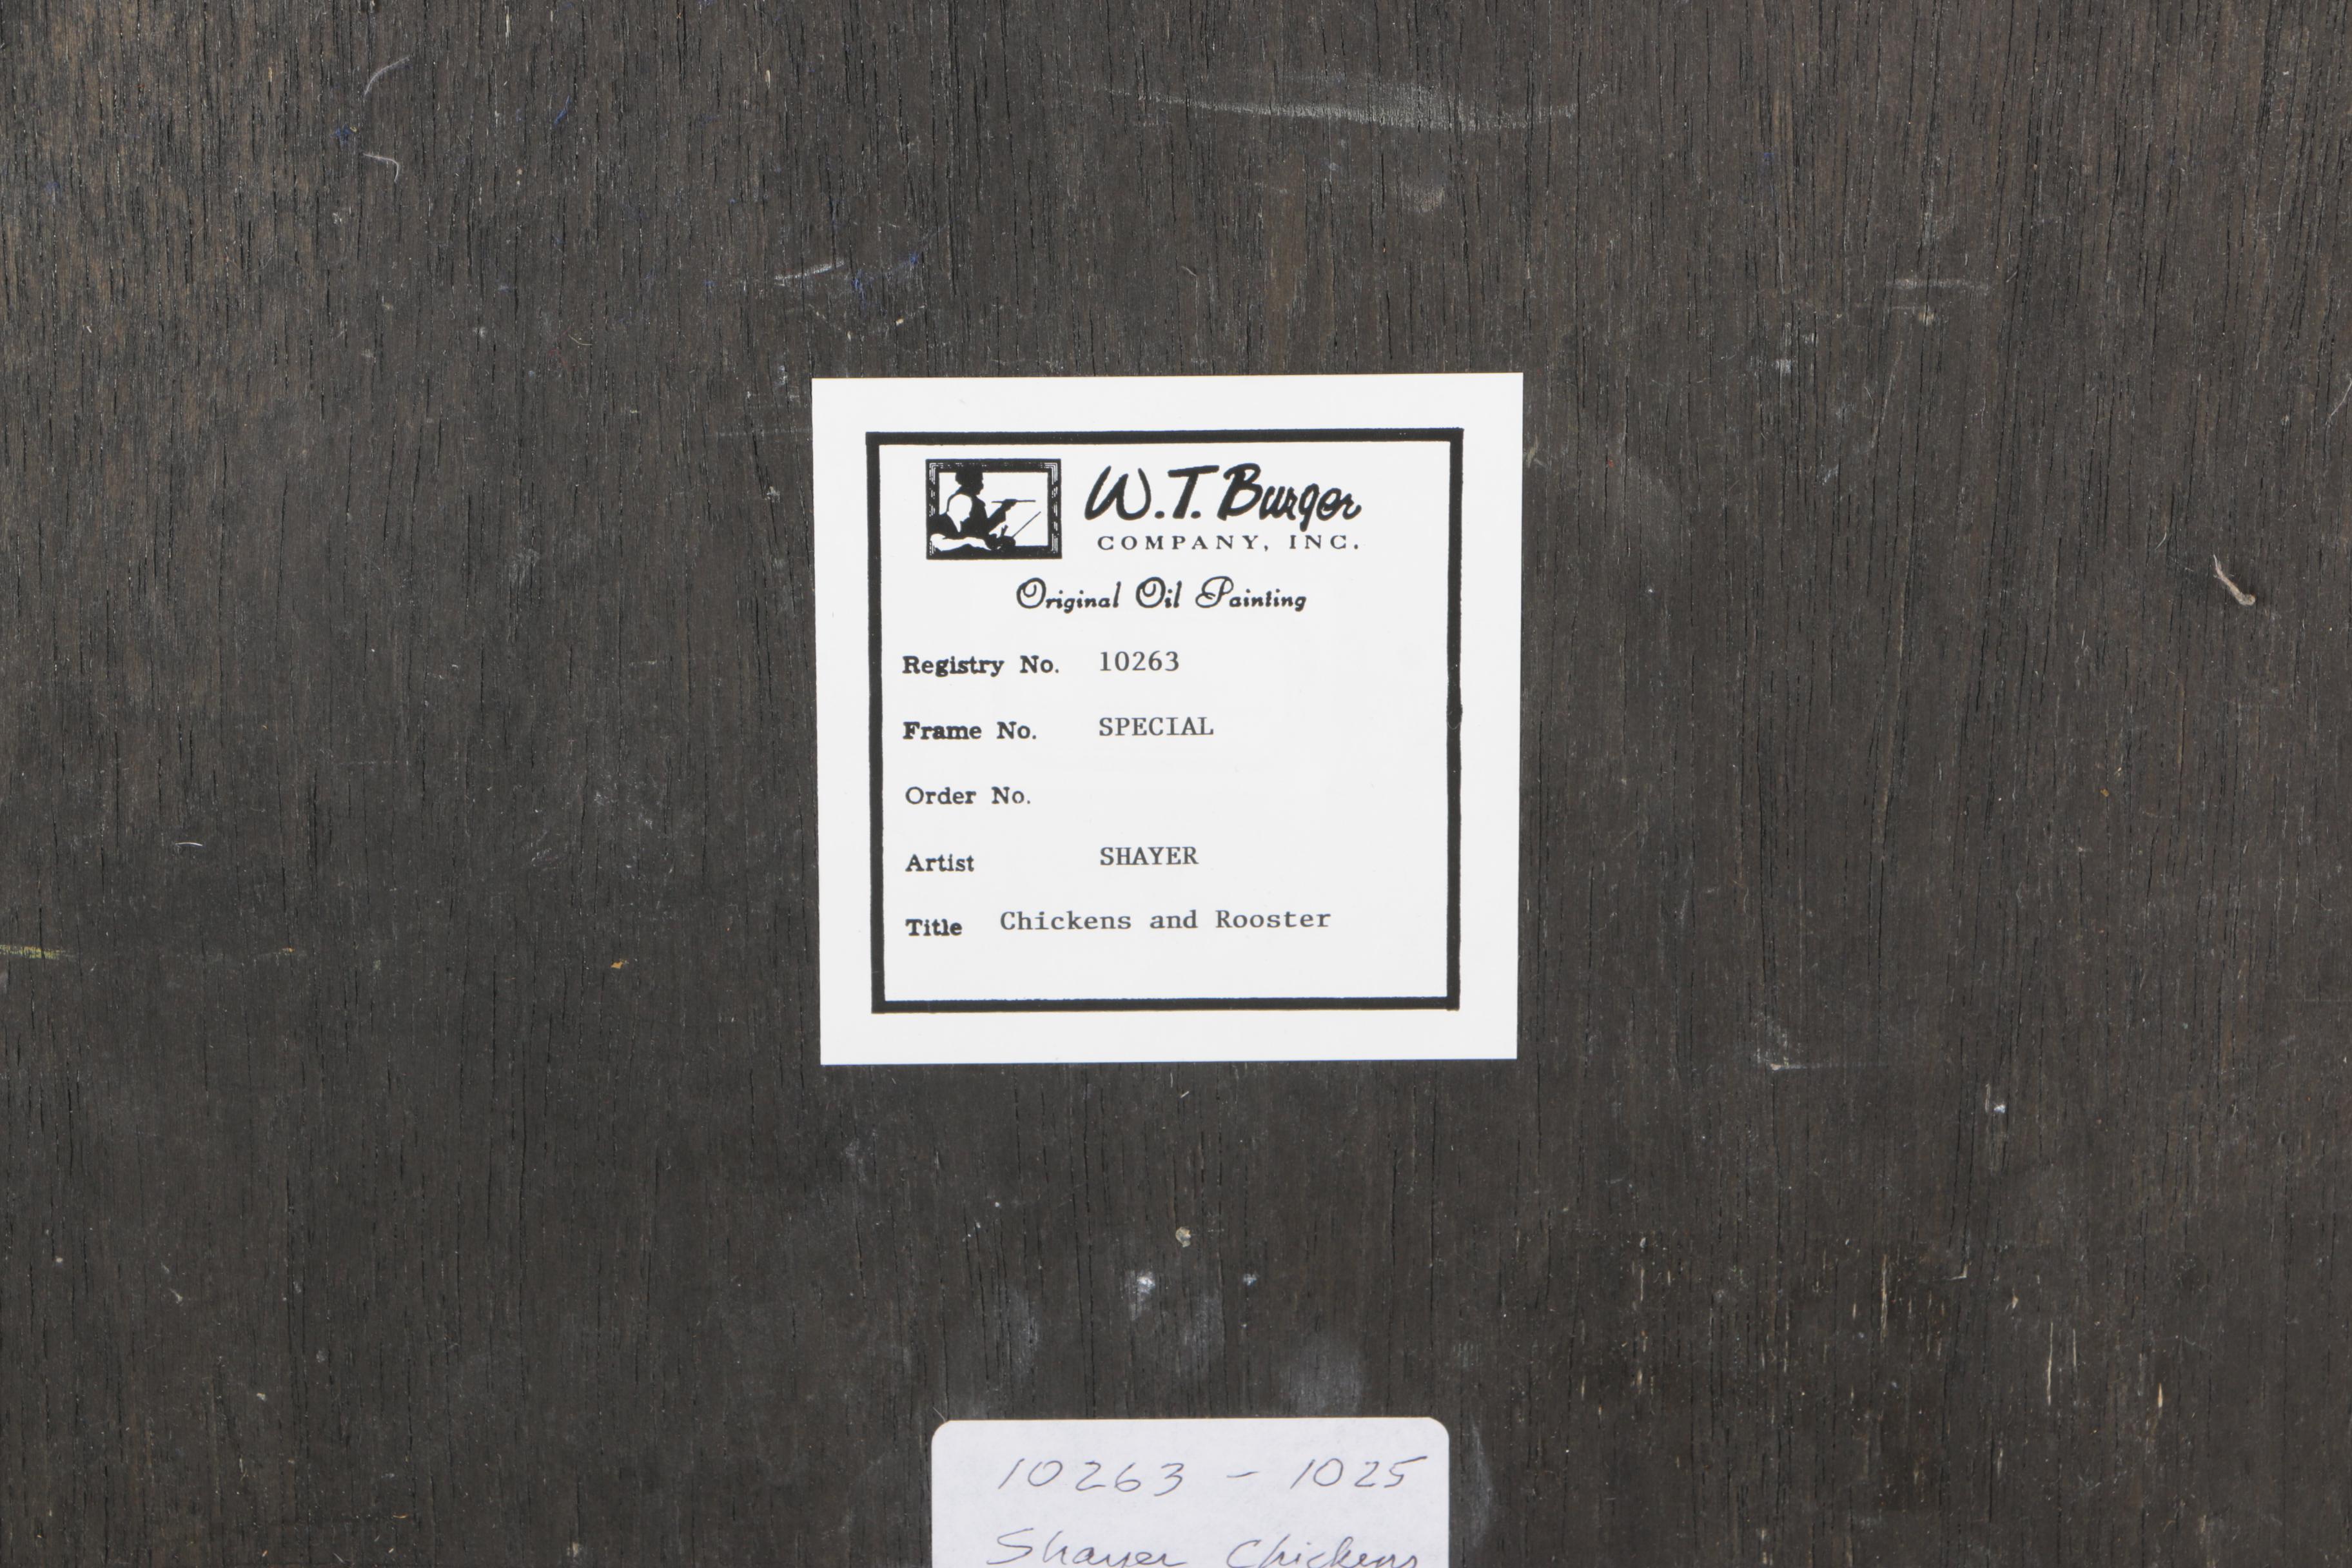 W.T. Burger
COMPANY, INC.
Original Oil Painting
Registry No. 10263
Frame No. SPECIAL
Order No.
Artist SHAYER
Title Chickens and Rooster
10263 - 1025
Shayer Chickens